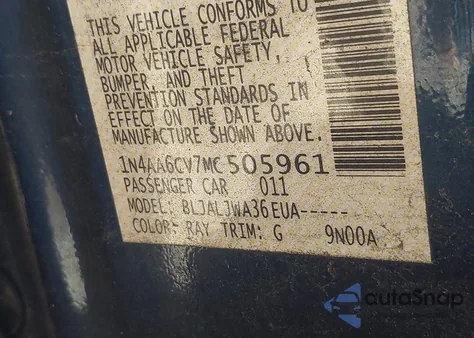 THIS VEHICLE CONFORMS TO
ALL APPLICABLE FEDERAL
MOTOR VEHICLE SAFETY,
BUMPER, AND THEFT
PREVENTION STANDARDS IN
EFFECT ON THE DATE OF
MANUFACTURE SHOWN ABOVE.
1N4AA6CV7MC505961
PASSENGER CAR 011
MODEL: BLJALJWA36EUA-----
COLOR: RAY TRIM: G 9N00A
autoSnap